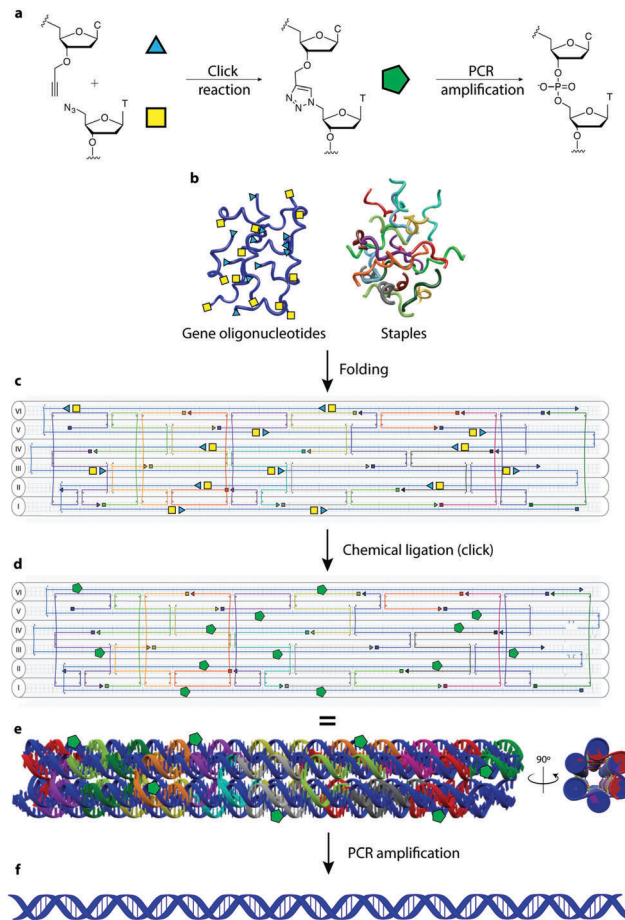 a
C
O
O
O
+
N₃
T
O
O
Click
reaction
C
O
O
N
N
N
T
O
O
PCR
amplification
C
O
O
⁻O–P=O
O
T
O
O
b
Gene oligonucleotides
Staples
Folding
c
VI
V
IV
III
II
I
Chemical ligation (click)
d
VI
V
IV
III
II
I
=
e
90º
PCR amplification
f